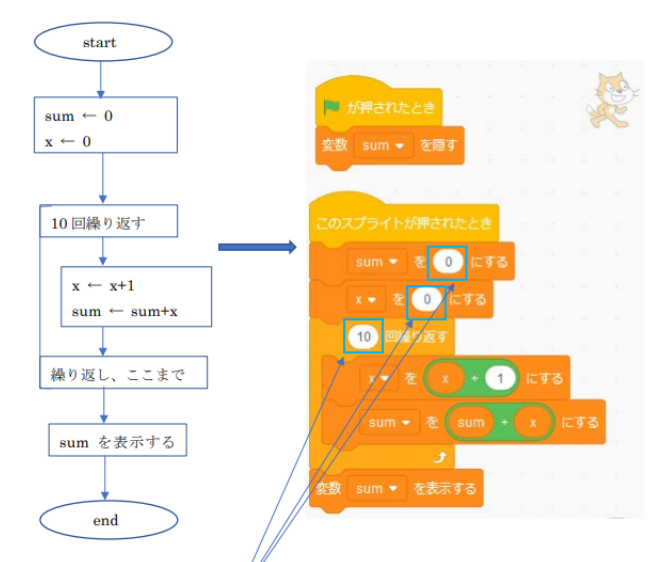 start
sum ← 0
x ← 0
10 回繰り返す
x ← x+1
sum ← sum+x
繰り返し、ここまで
sum を表示する
end
が押されたとき
変数 sum を隠す
このスプライトが押されたとき
sum を 0 にする
x を 0 にする
10 回繰り返す
x を x + 1 にする
sum を sum + x にする
変数 sum を表示する